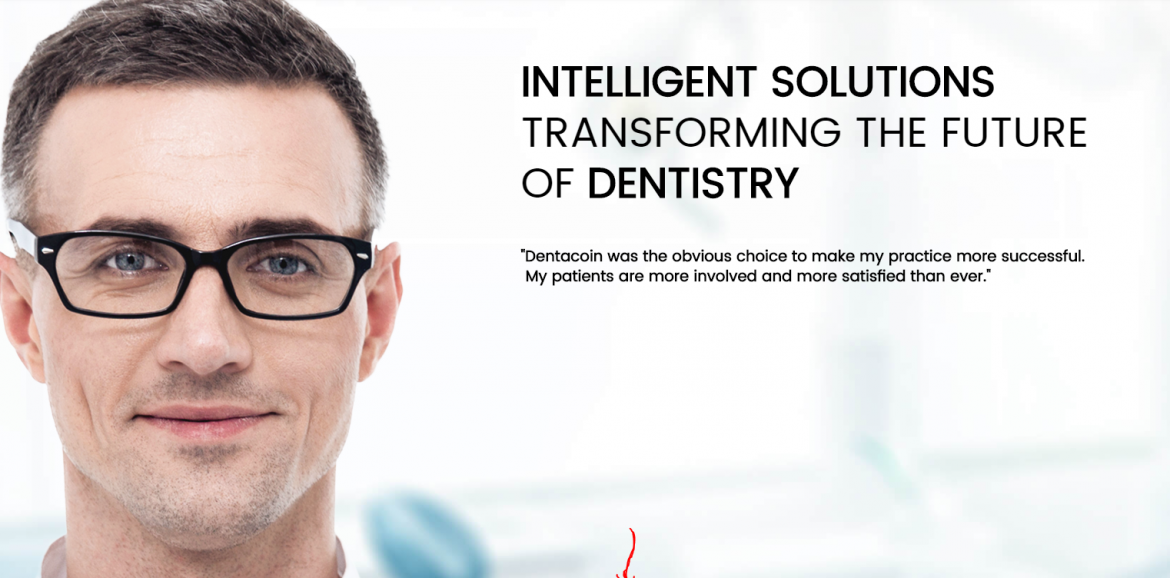 INTELLIGENT SOLUTIONS
TRANSFORMING THE FUTURE
OF DENTISTRY
"Dentacoin was the obvious choice to make my practice more successful.
My patients are more involved and more satisfied than ever."